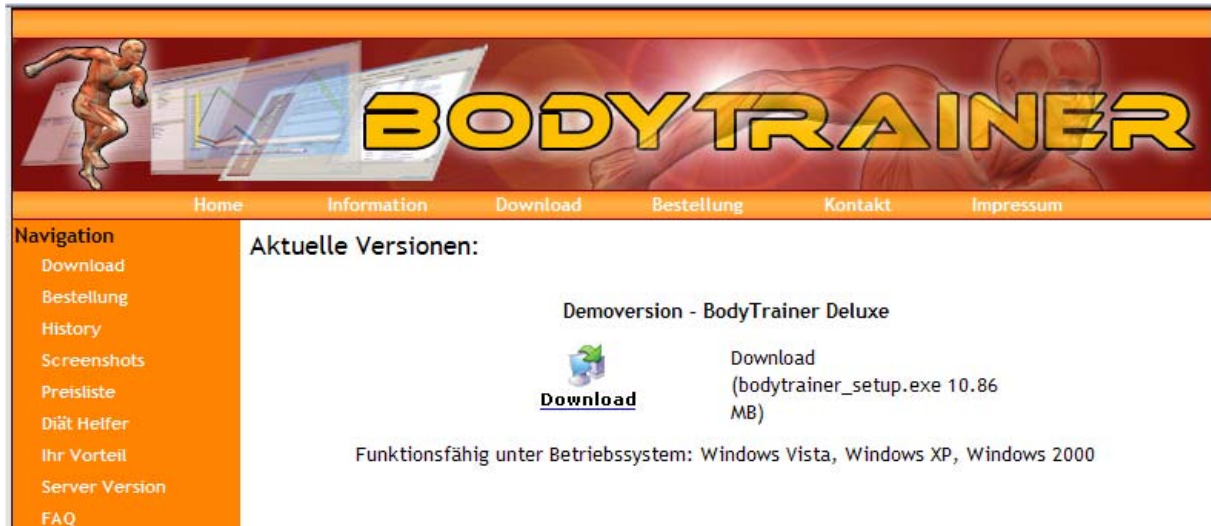 BODYTRAINER
Home Information Download Bestellung Kontakt Impressum
Navigation
Download
Bestellung
History
Screenshots
Preisliste
Diät Helfer
Ihr Vorteil
Server Version
FAQ
Aktuelle Versionen:
Demoversion - BodyTrainer Deluxe
Download
Download
(bodytrainer_setup.exe 10.86
MB)
Funktionsfähig unter Betriebssystem: Windows Vista, Windows XP, Windows 2000